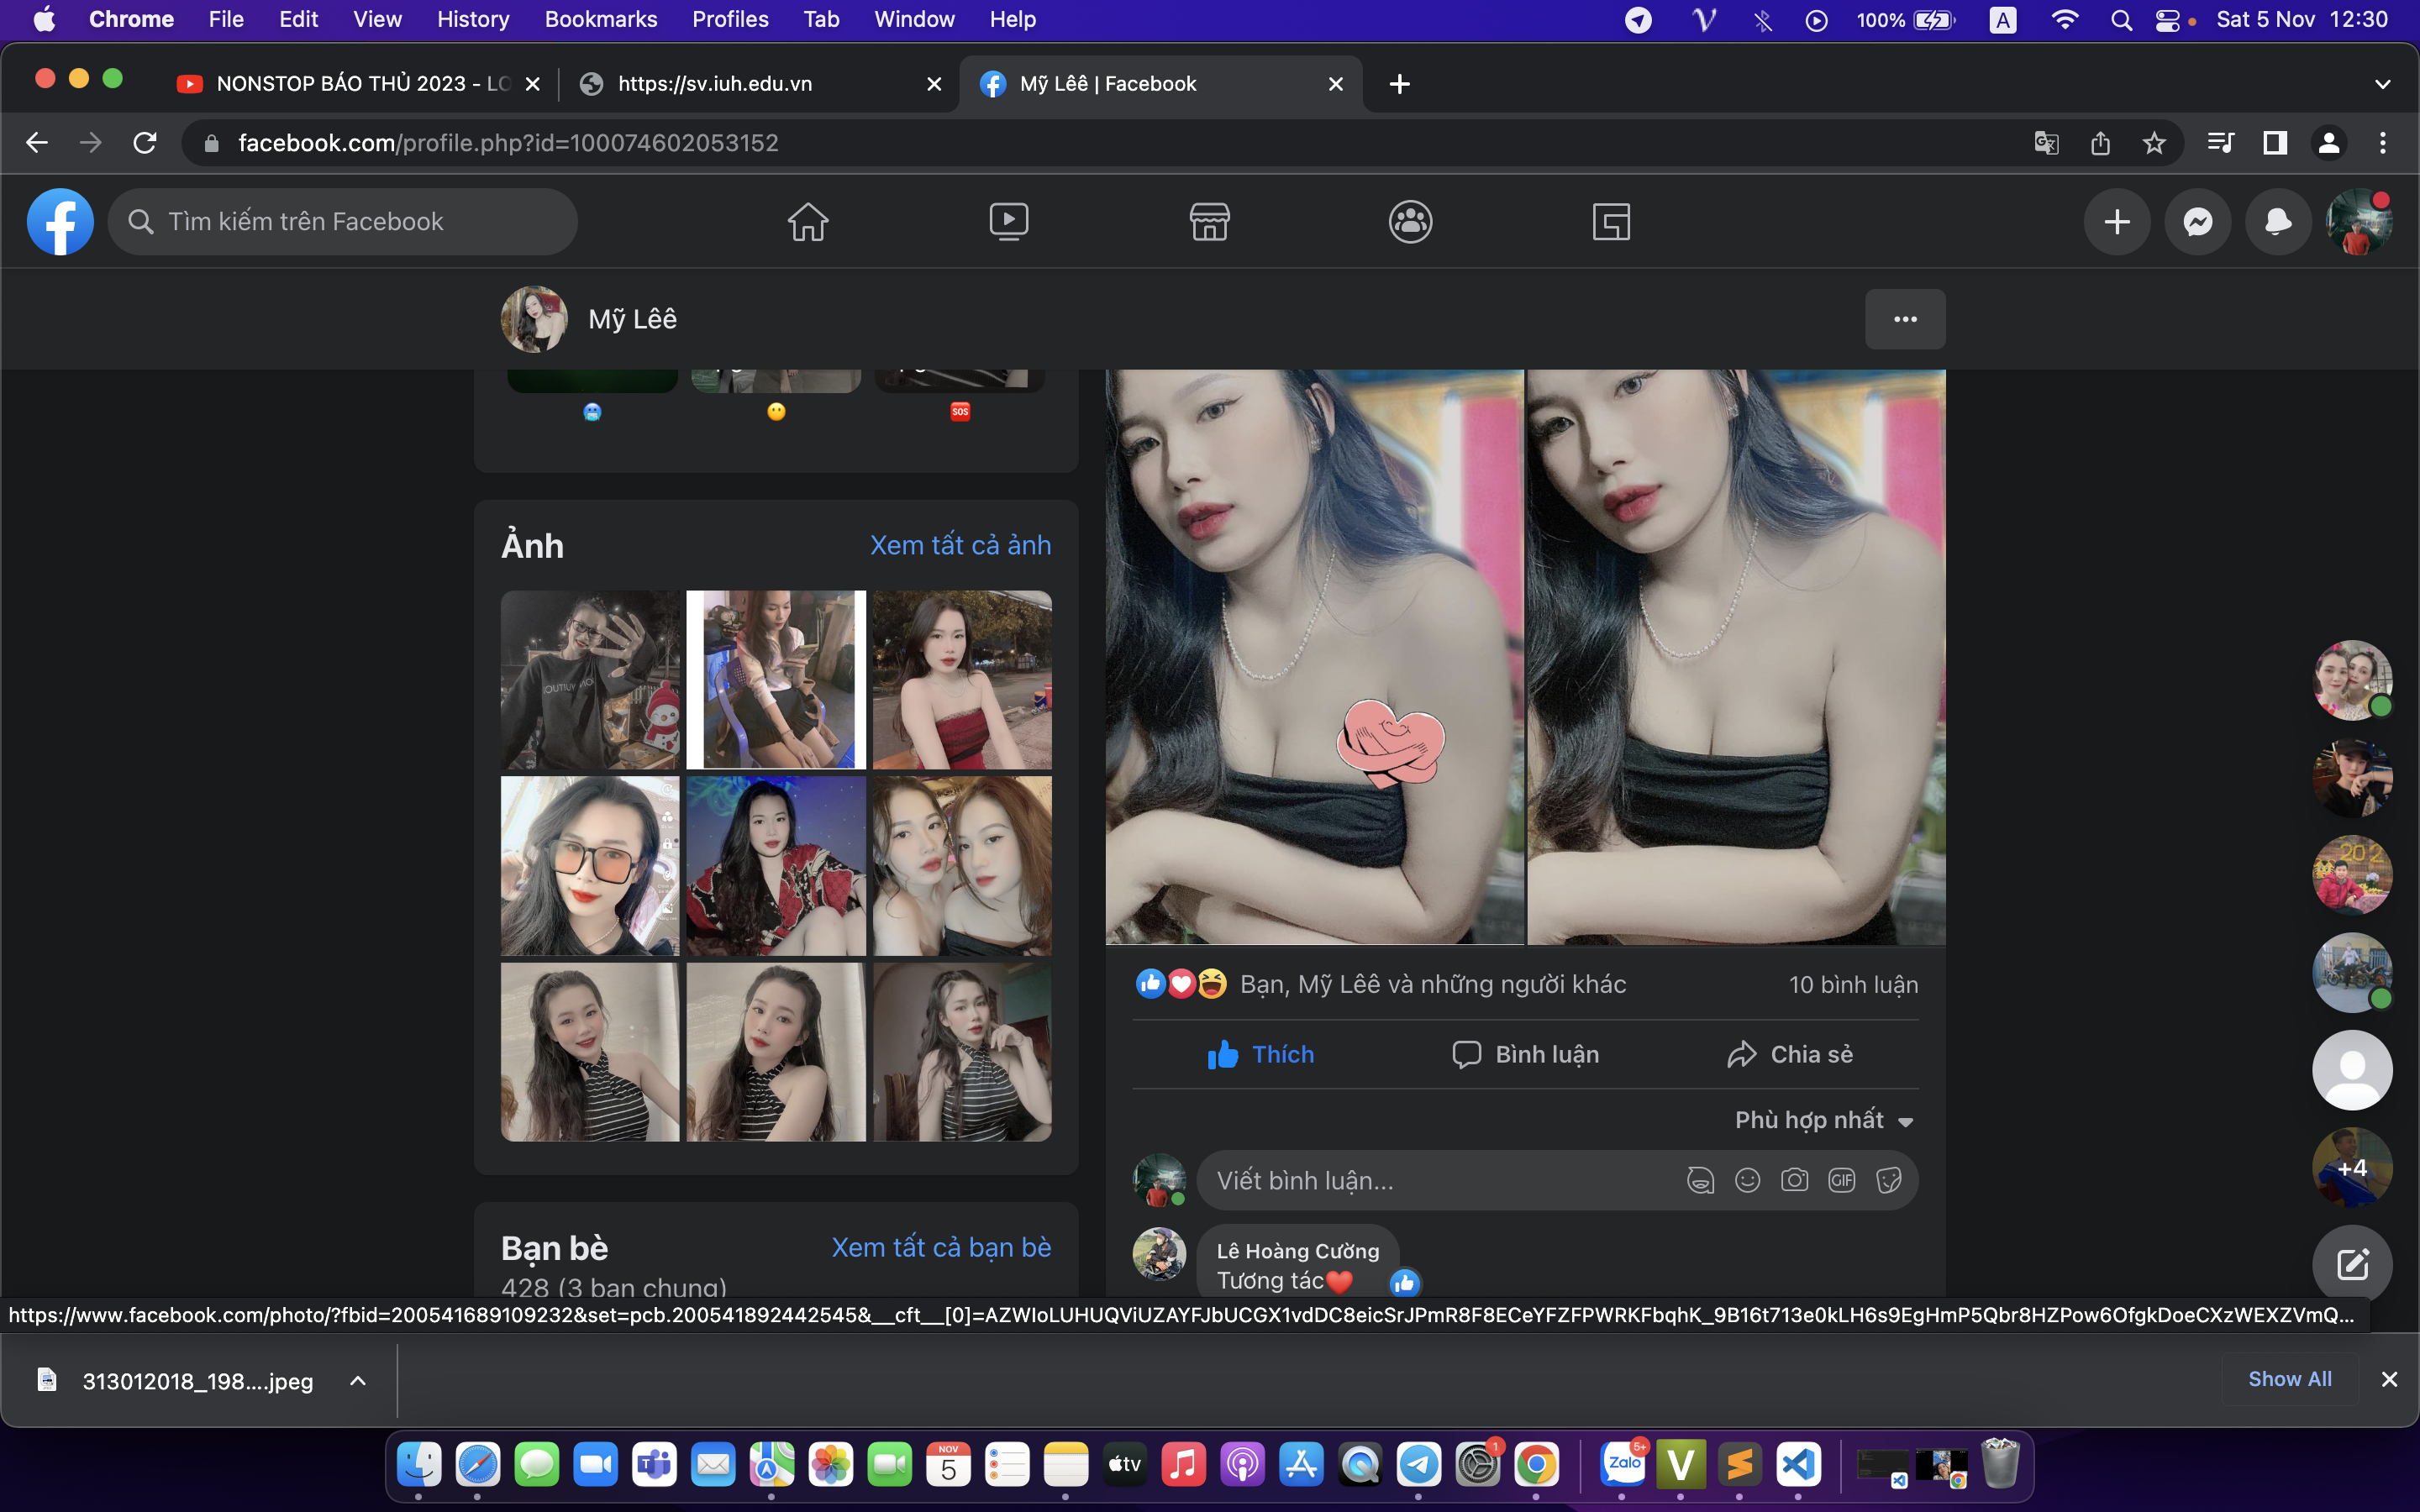 Chrome File Edit View History Bookmarks Profiles Tab Window Help 100% A Sat 5 Nov 12:30
NONSTOP BÁO THỦ 2023 - LO https://sv.iuh.edu.vn Mỹ Lêê | Facebook
facebook.com/profile.php?id=100074602053152
Tìm kiếm trên Facebook
Mỹ Lêê
SOS
Ảnh Xem tất cả ảnh
Bạn, Mỹ Lêê và những người khác 10 bình luận
Thích Bình luận Chia sẻ
Phù hợp nhất
Viết bình luận... GIF
Lê Hoàng Cường
Tương tác❤️
+4
Bạn bè Xem tất cả bạn bè
428 (3 bạn chung)
https://www.facebook.com/photo/?fbid=200541689109232&set=pcb.200541892442545&__cft__[0]=AZWIoLUHUQViUZAYFJbUCGX1vdDC8eicSrJPmR8F8ECeYFZFPWRKFbqhK_9B16t713e0kLH6s9EgHmP5Qbr8HZPow6OfgkDoeCXzWEXZVmQ...
313012018_198....jpeg Show All
NOV
5
tv
1
Zalo
5+
V